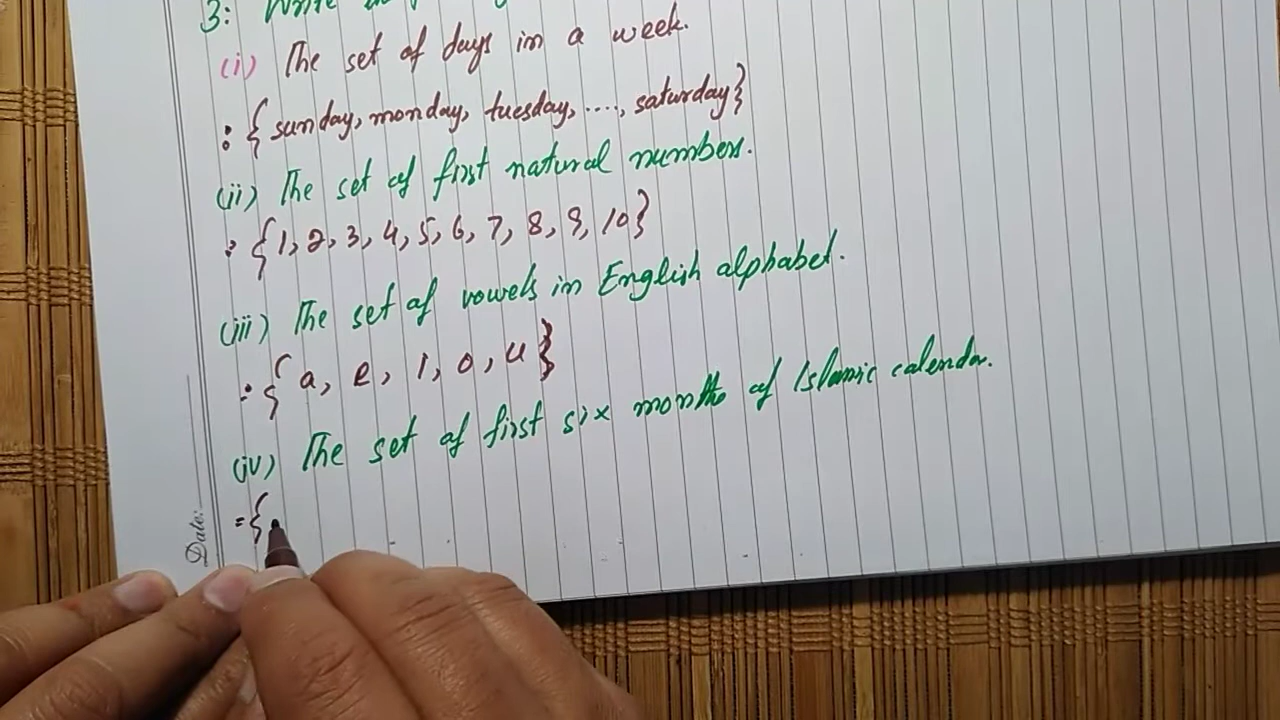 3: Write in
(i) The set of days in a week.
: { sunday, monday, tuesday, ...., saturday}
(ii) The set of first natural numbers.
: {1, 2, 3, 4, 5, 6, 7, 8, 9, 10}
(iii) The set of vowels in English alphabet.
: { a, e, i, o, u }
(iv) The set of first six months of Islamic calendar.
= {
Date: